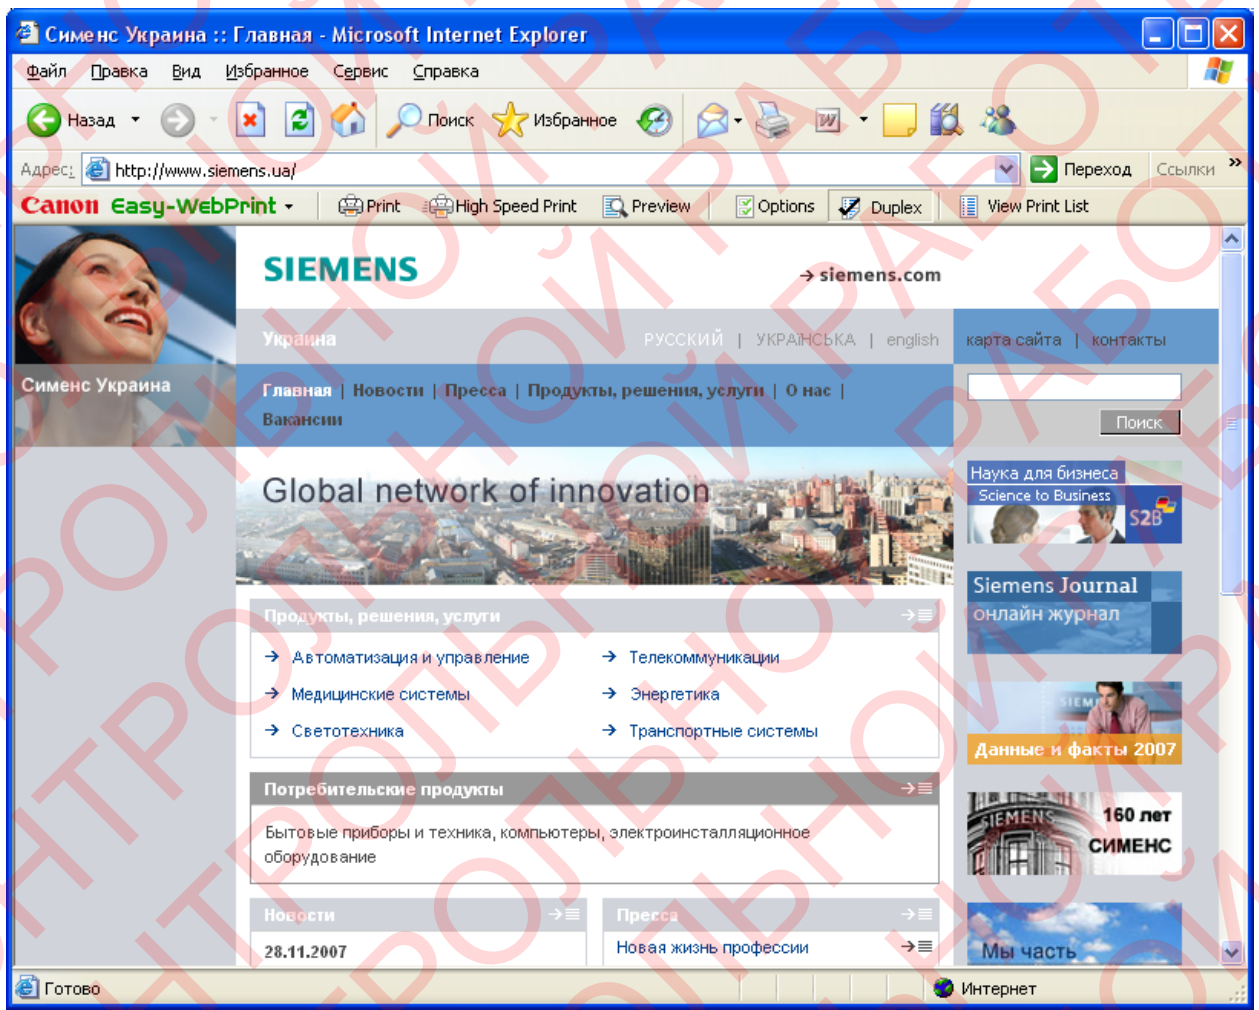 Сименс Украина :: Главная - Microsoft Internet Explorer
Файл Правка Вид Избранное Сервис Справка
Назад Поиск Избранное
Адрес: http://www.siemens.ua/ Переход Ссылки »
Canon Easy-WebPrint Print High Speed Print Preview Options Duplex View Print List
SIEMENS
→ siemens.com
Украина РУССКИЙ | УКРАЇНСЬКА | english карта сайта | контакты
Сименс Украина
Главная | Новости | Пресса | Продукты, решения, услуги | О нас |
Вакансии
Поиск
Global network of innovation
Наука для бизнеса
Science to Business
S2B
Siemens Journal
онлайн журнал
Продукты, решения, услуги
→ Автоматизация и управление → Телекоммуникации
→ Медицинские системы → Энергетика
→ Светотехника → Транспортные системы
SIEM
Данные и факты 2007
Потребительские продукты
Бытовые приборы и техника, компьютеры, электроинсталляционное
оборудование
SIEMENS
160 лет
СИМЕНС
Новости Пресса
28.11.2007 Новая жизнь профессии
Мы часть
Готово Интернет
КОНТРОЛЬНОЙ РАБОТ